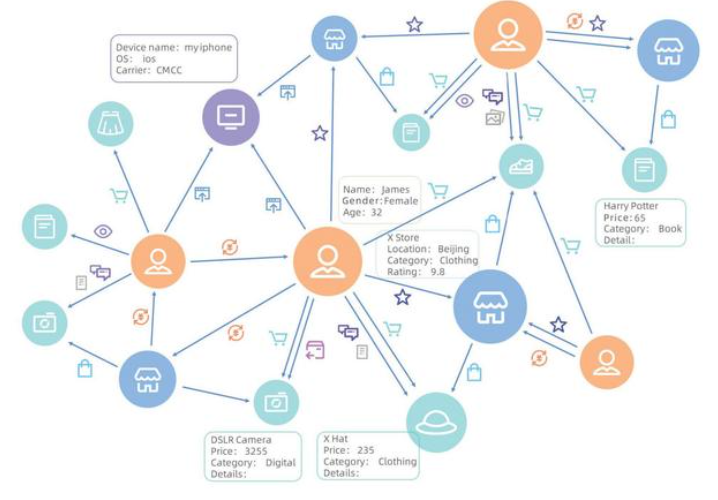 Device name: myiphone
OS: ios
Carrier: CMCC
Name: James
Gender:Female
Age: 32
Harry Potter
Price:65
Category: Book
Detail:
X Store
Location: Beijing
Category: Clothing
Rating: 9.8
DSLR Camera
Price: 3255
Category: Digital
Details:
X Hat
Price: 235
Category: Clothing
Details: